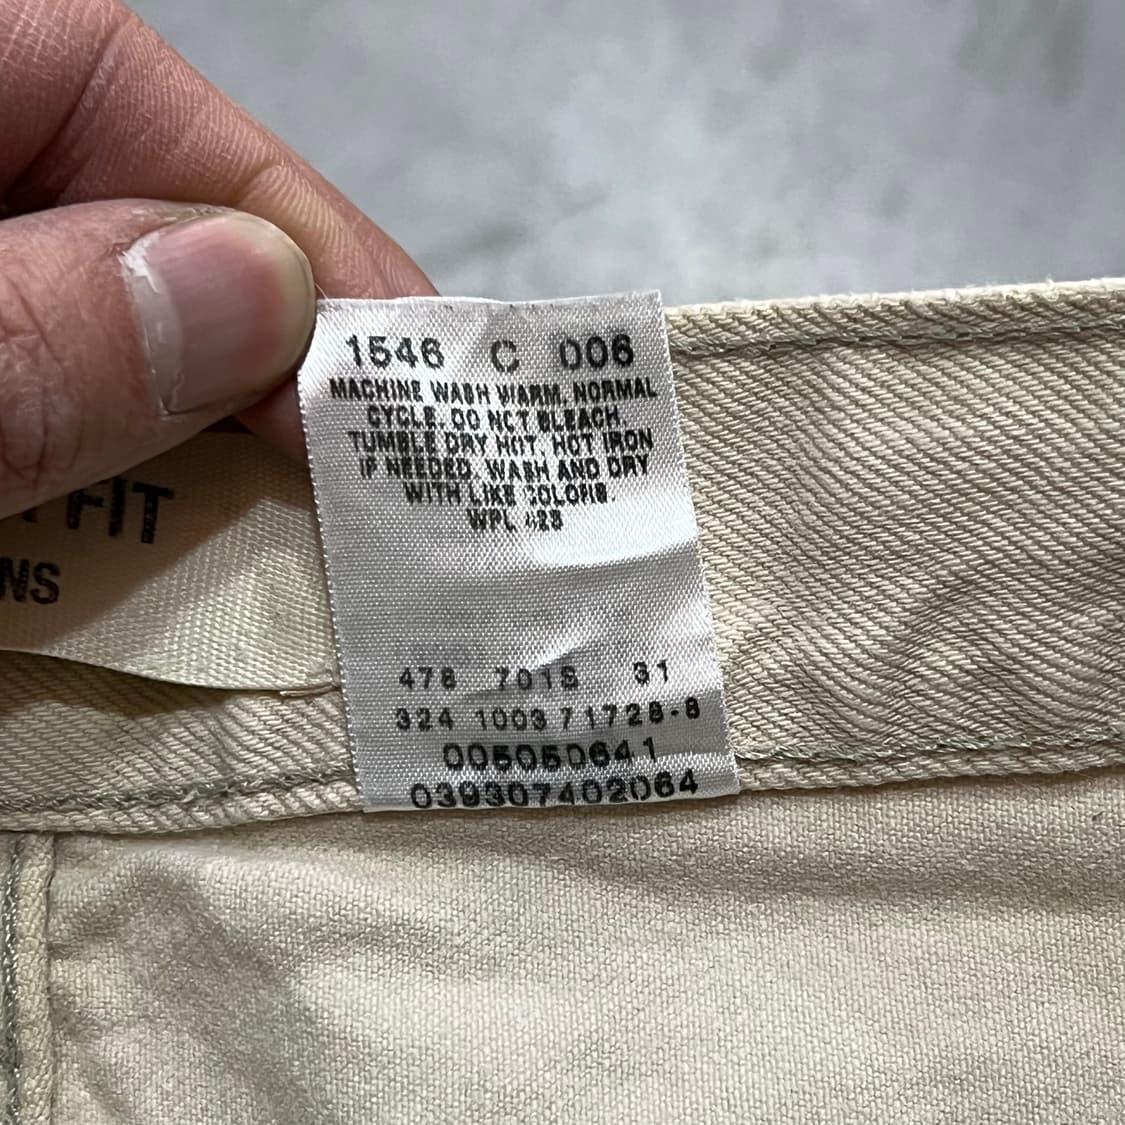 1546 C 006
MACHINE WASH WARM, NORMAL
CYCLE. DO NOT BLEACH.
TUMBLE DRY HOT. HOT IRON
IF NEEDED. WASH AND DRY
WITH LIKE COLORS
WPL 423
478 701S 31
324 1003 71728-8
005050641
039307402064
FIT
NS